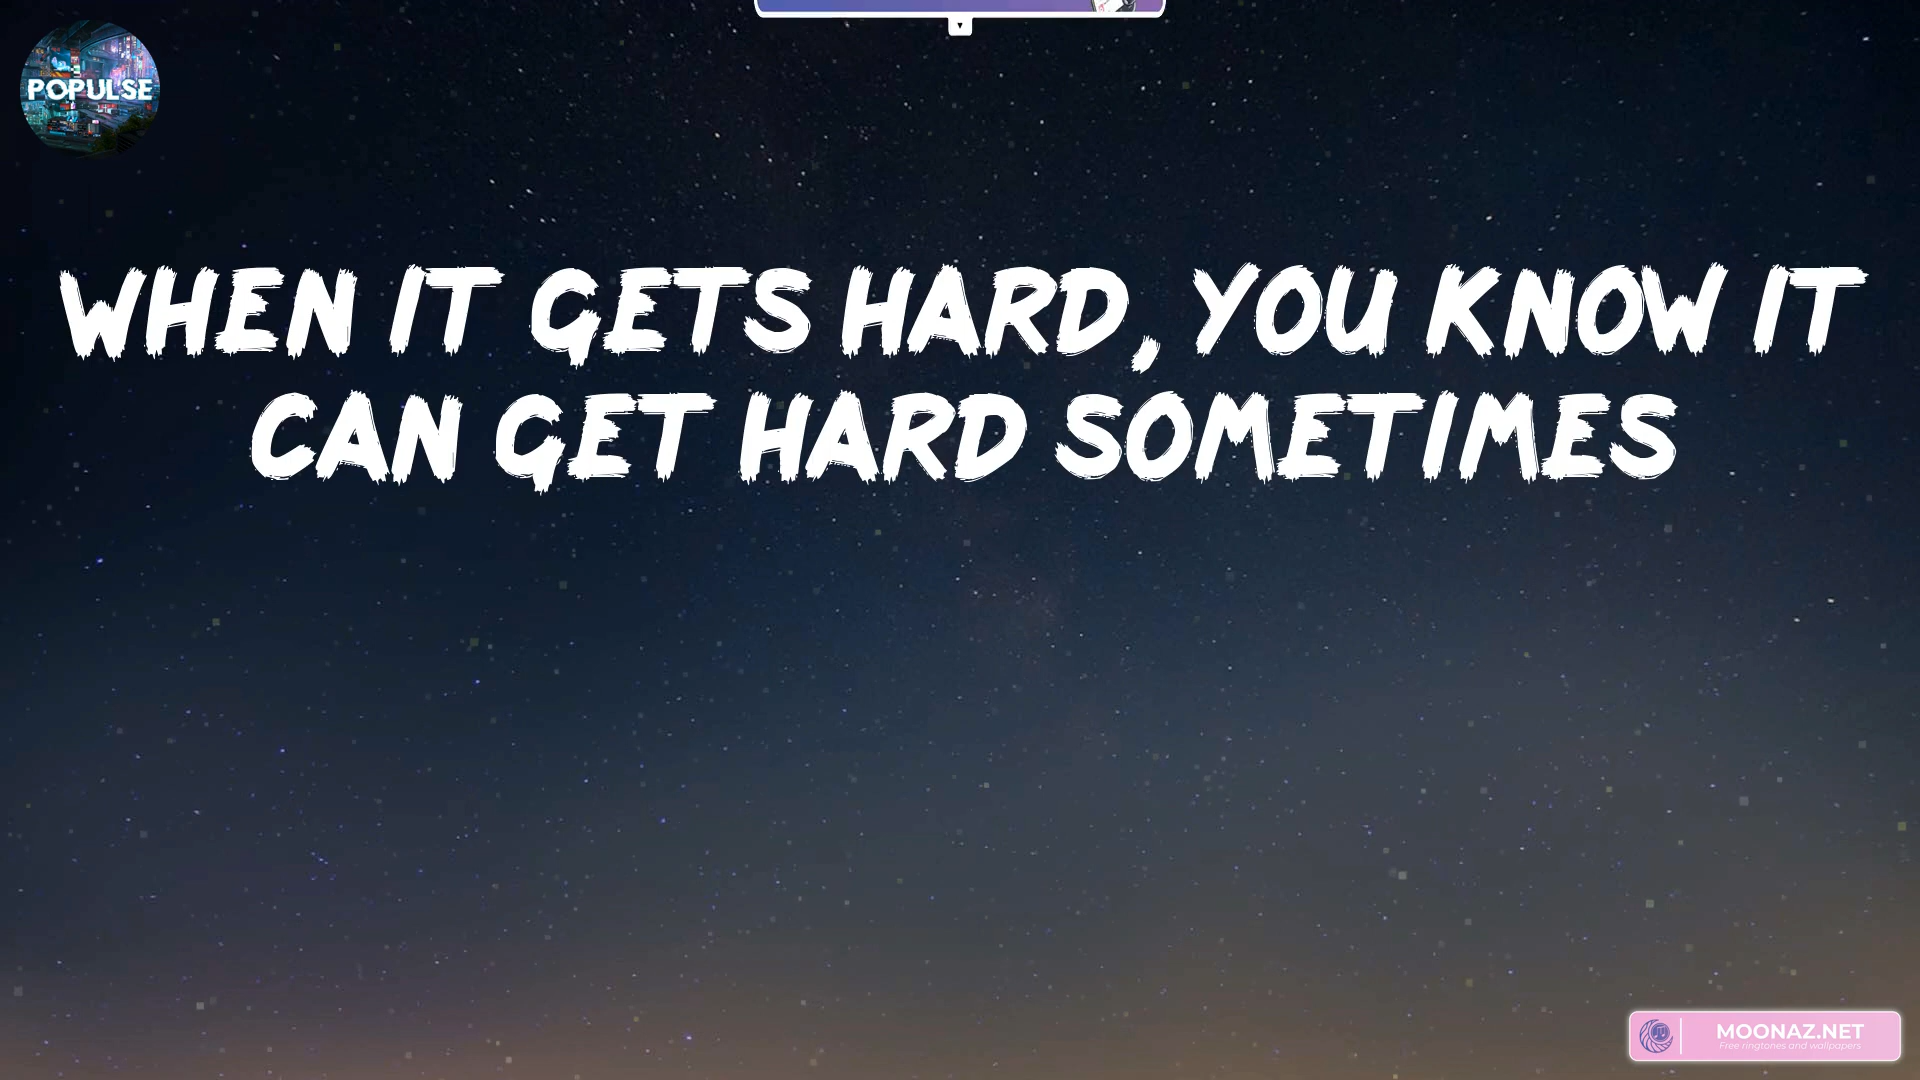 POPULSE
WHEN IT GETS HARD, YOU KNOW IT
CAN GET HARD SOMETIMES
MOONAZ.NET
Free ringtones and wallpapers